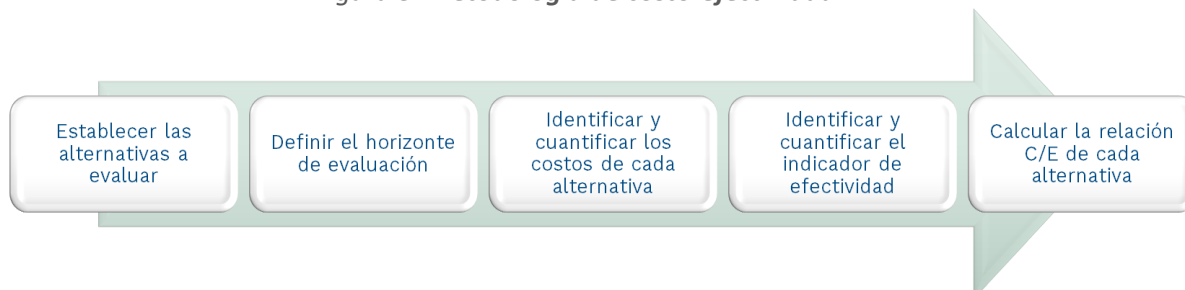 Establecer las
alternativas a
evaluar
Definir el horizonte
de evaluación
Identificar y
cuantificar los
costos de cada
alternativa
Identificar y
cuantificar el
indicador de
efectividad
Calcular la relación
C/E de cada
alternativa